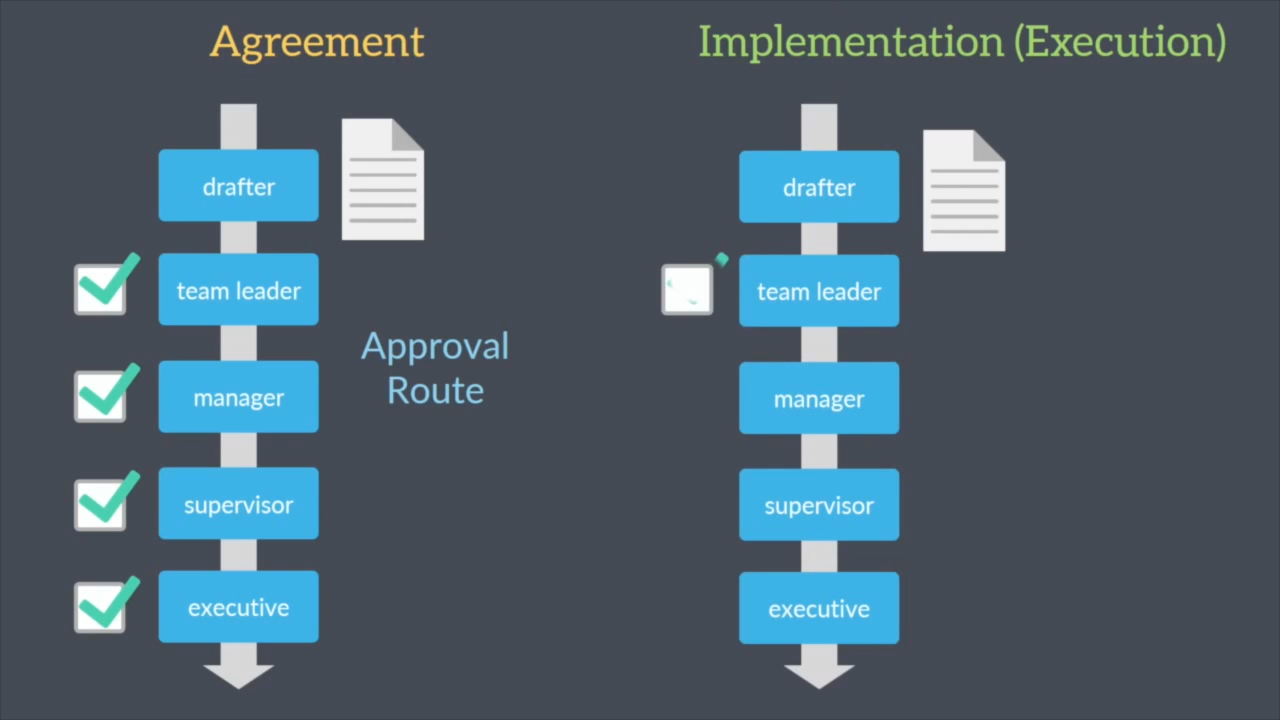 Agreement
drafter
team leader
manager
supervisor
executive
Approval
Route
Implementation (Execution)
drafter
team leader
manager
supervisor
executive